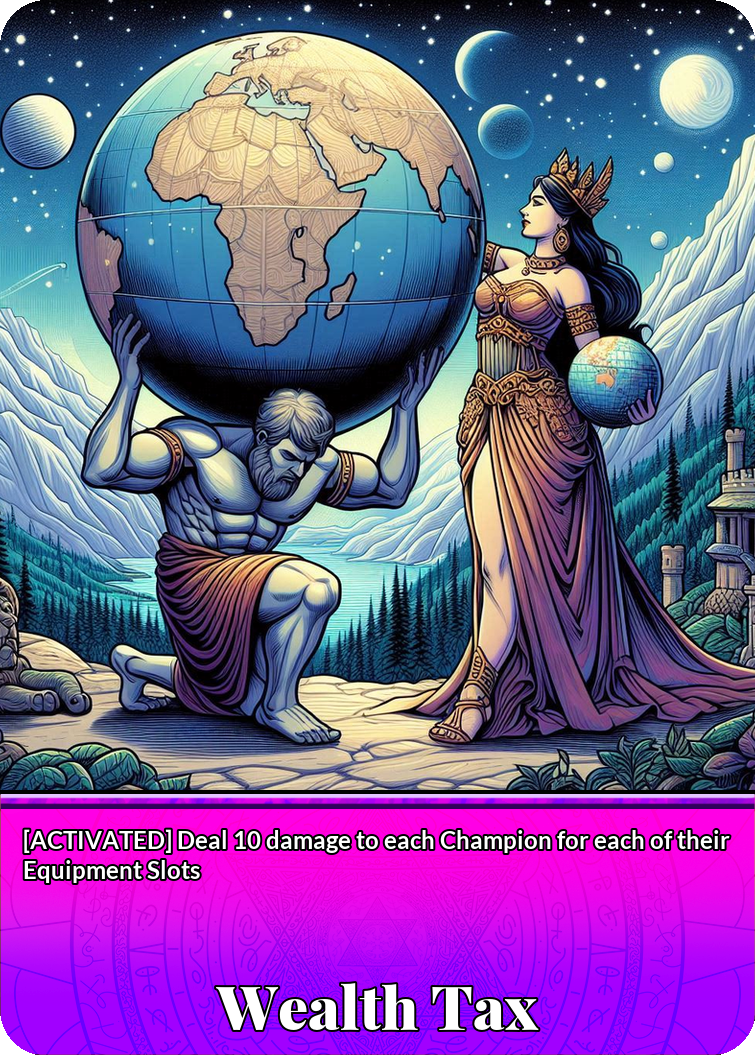 [ACTIVATED] Deal 10 damage to each Champion for each of their
Equipment Slots
Wealth Tax